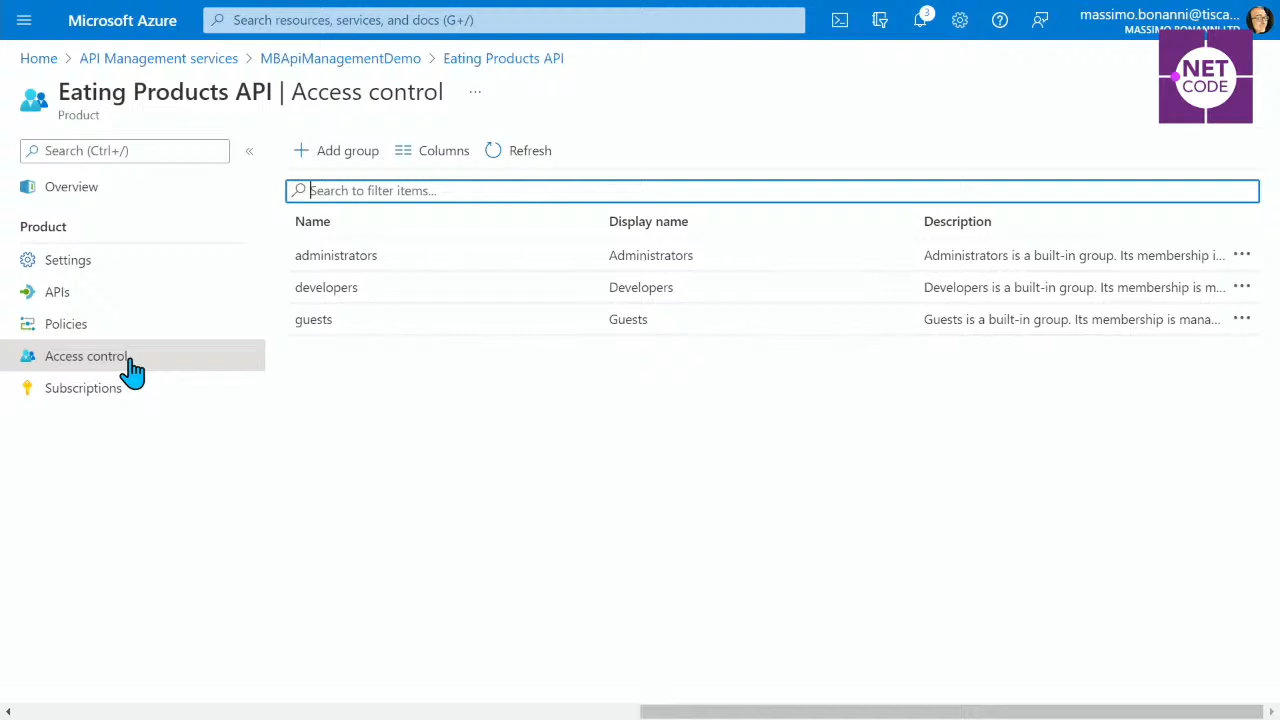 Microsoft Azure
Search resources, services, and docs (G+/)
3
massimo.bonanni@tisca...
MASSIMO BONANNI LTD
Home > API Management services > MBApiManagementDemo > Eating Products API
Eating Products API | Access control ...
Product
NET
CODE
Search (Ctrl+/) «
Overview
Product
Settings
APIs
Policies
Access control
Subscriptions
Add group Columns Refresh
Search to filter items...
Name Display name Description
administrators Administrators Administrators is a built-in group. Its membership i... ...
developers Developers Developers is a built-in group. Its membership is m... ...
guests Guests Guests is a built-in group. Its membership is mana... ...